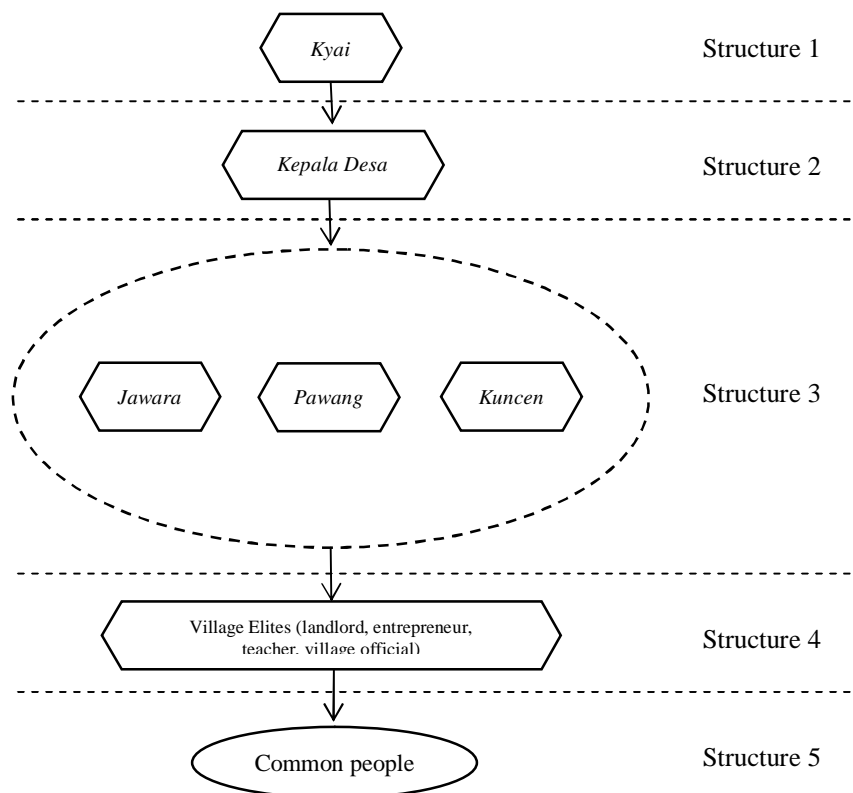 Kyai
Structure 1
Kepala Desa
Structure 2
Jawara
Pawang
Kuncen
Structure 3
Village Elites (landlord, entrepreneur,
teacher, village official)
Structure 4
Common people
Structure 5